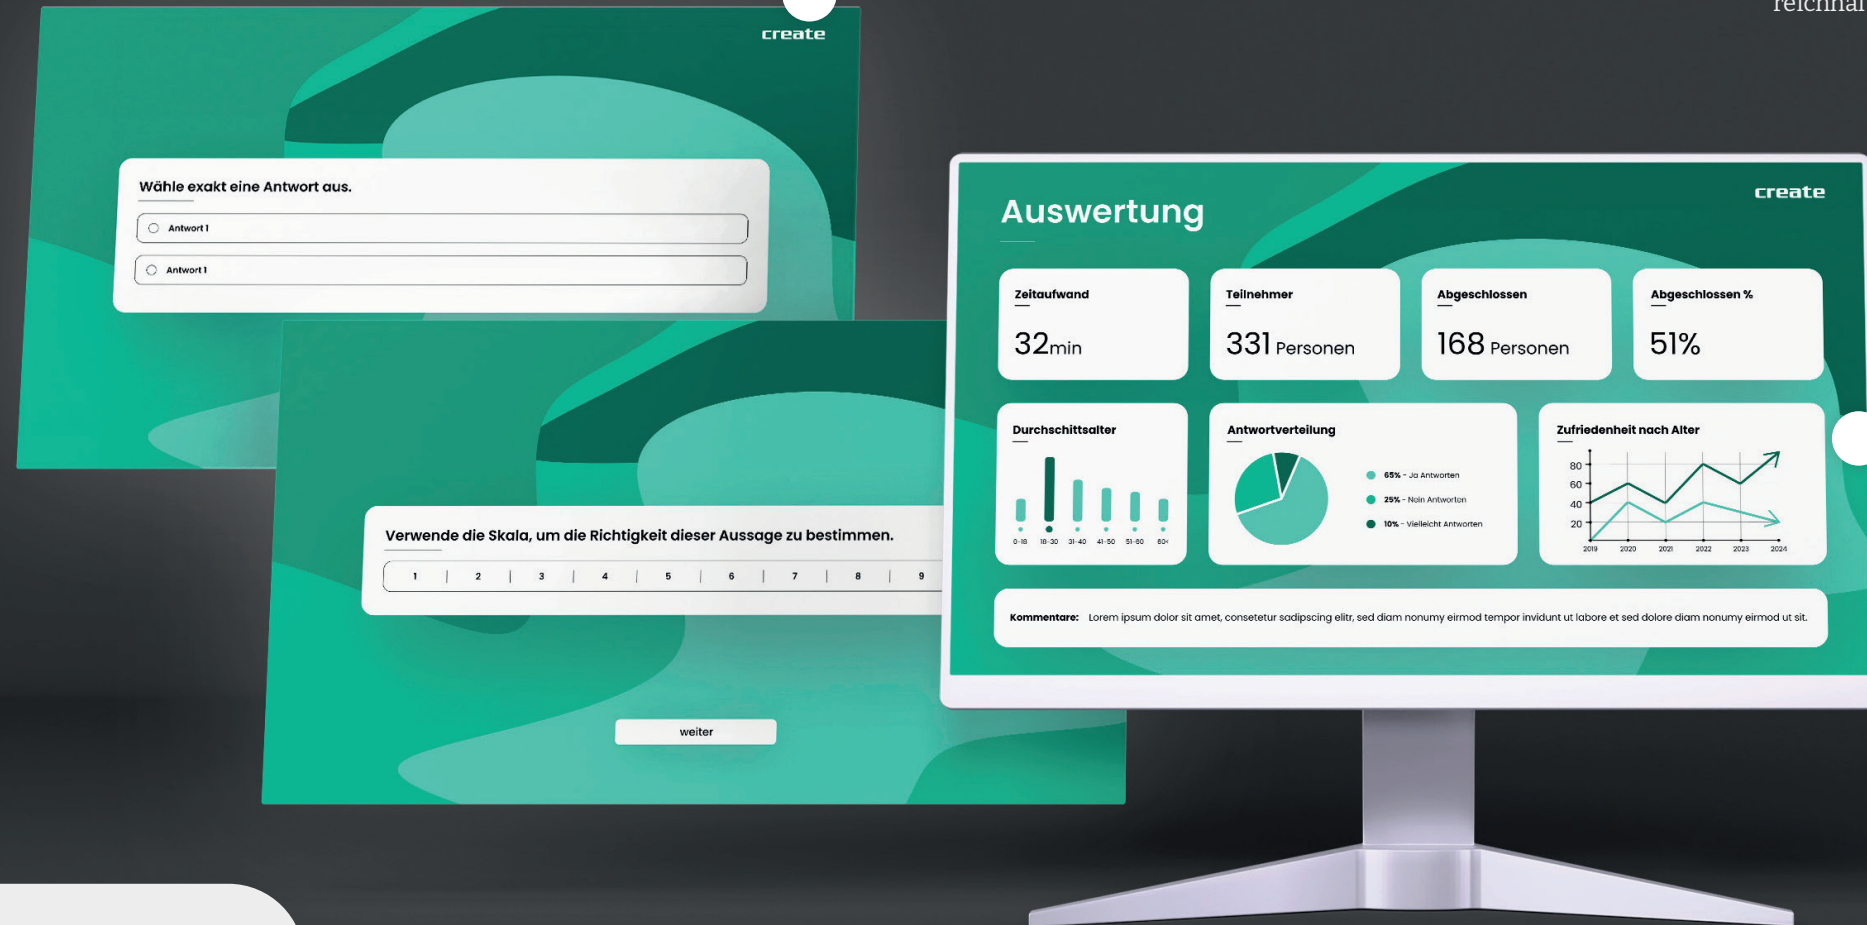 reichhal
create
Wähle exakt eine Antwort aus.
Antwort 1
Antwort 1
Verwende die Skala, um die Richtigkeit dieser Aussage zu bestimmen.
1 | 2 | 3 | 4 | 5 | 6 | 7 | 8 | 9
weiter
create
Auswertung
Zeitaufwand
32min
Teilnehmer
331 Personen
Abgeschlossen
168 Personen
Abgeschlossen %
51%
Durchschittsalter
0-18 18-30 31-40 41-50 51-60 60<
Antwortverteilung
65% - Ja Antworten
25% - Nein Antworten
10% - Vielleicht Antworten
Zufriedenheit nach Alter
80
60
40
20
2019 2020 2021 2022 2023 2024
Kommentare: Lorem ipsum dolor sit amet, consetetur sadipscing elitr, sed diam nonumy eirmod tempor invidunt ut labore et sed dolore diam nonumy eirmod ut sit.